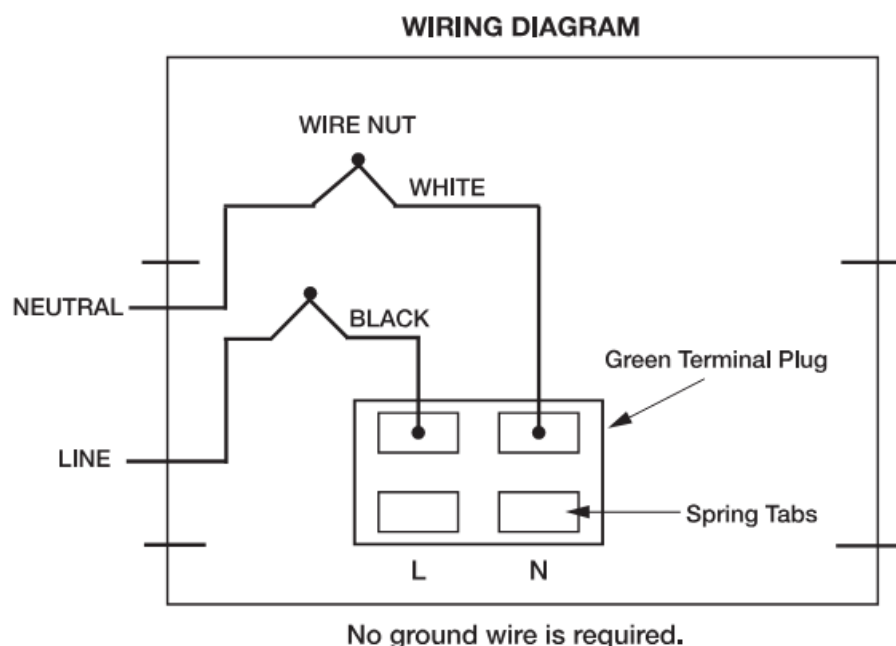 WIRING DIAGRAM
WIRE NUT
WHITE
NEUTRAL
BLACK
Green Terminal Plug
LINE
Spring Tabs
L N
No ground wire is required.